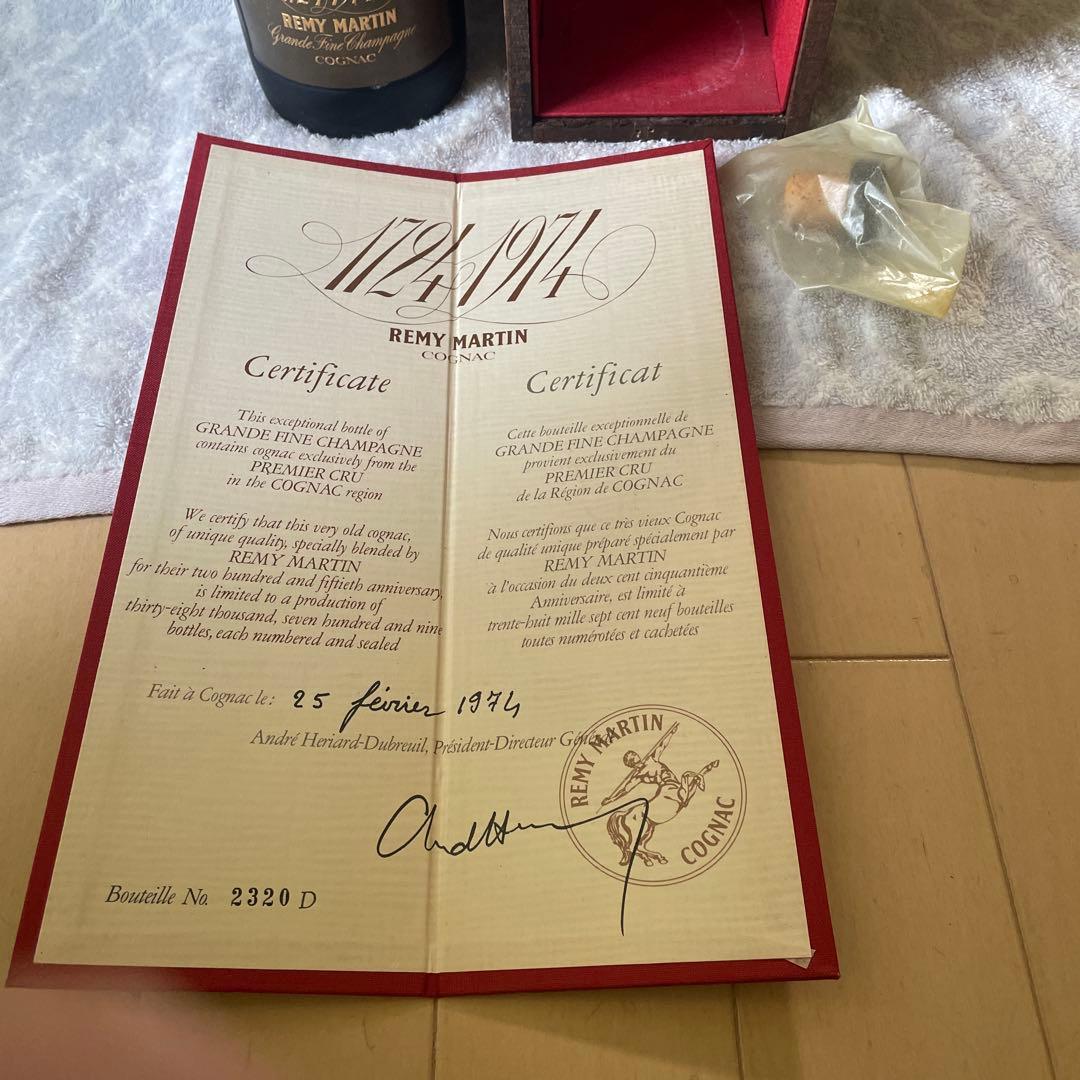 REMY MARTIN
Grande Fine Champagne
COGNAC
1724 1974
REMY MARTIN
COGNAC
Certificate
This exceptional bottle of
GRANDE FINE CHAMPAGNE
contains cognac exclusively from the
PREMIER CRU
in the COGNAC region
We certify that this very old cognac,
of unique quality, specially blended by
REMY MARTIN
for their two hundred and fiftieth anniversary,
is limited to a production of
thirty-eight thousand, seven hundred and nine
bottles, each numbered and sealed
Certificat
Cette bouteille exceptionnelle de
GRANDE FINE CHAMPAGNE
provient exclusivement du
PREMIER CRU
de la Région de COGNAC
Nous certifions que ce très vieux Cognac
de qualité unique préparé spécialement par
REMY MARTIN
à l'occasion du deux cent cinquantième
Anniversaire, est limité à
trente-huit mille sept cent neuf bouteilles
toutes numérotées et cachetées
Fait à Cognac le: 25 février 1974
André Heriard-Dubreuil, Président-Directeur
REMY MARTIN
COGNAC
Bouteille No. 2320 D